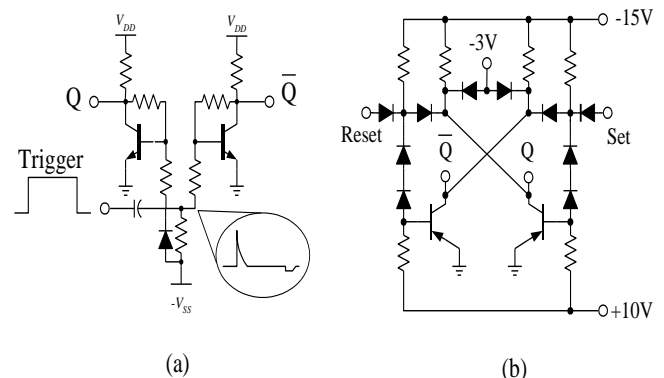 V_DD
V_DD
Q
Q̅
Trigger
-V_SS
(a)
-15V
-3V
Reset
Set
Q̅
Q
+10V
(b)